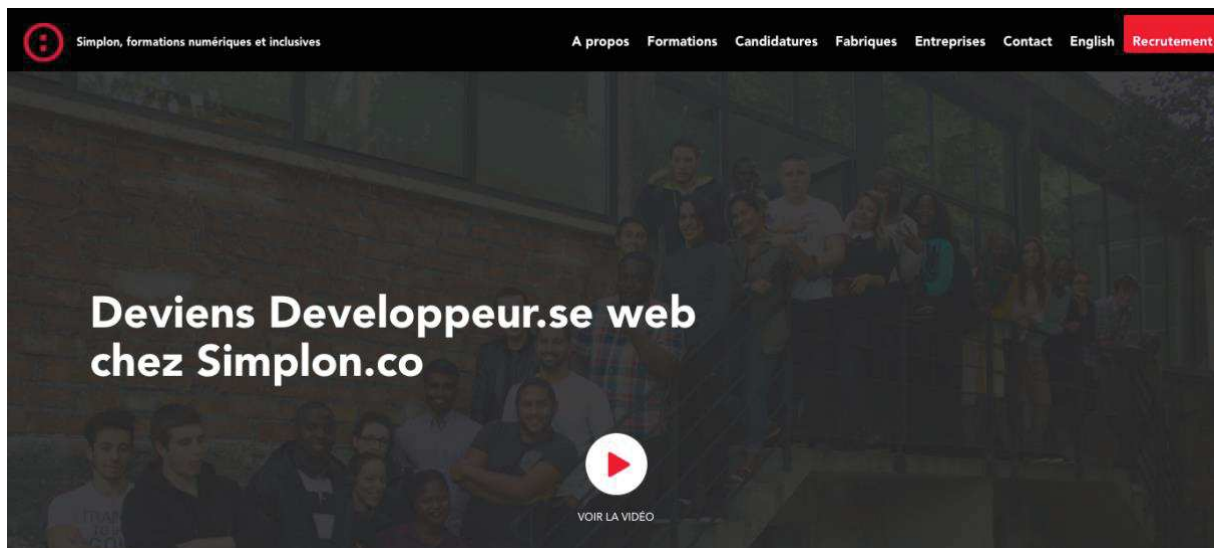 Simplon, formations numériques et inclusives
A propos Formations Candidatures Fabriques Entreprises Contact English Recrutement
Deviens Developpeur.se web
chez Simplon.co
VOIR LA VIDÉO